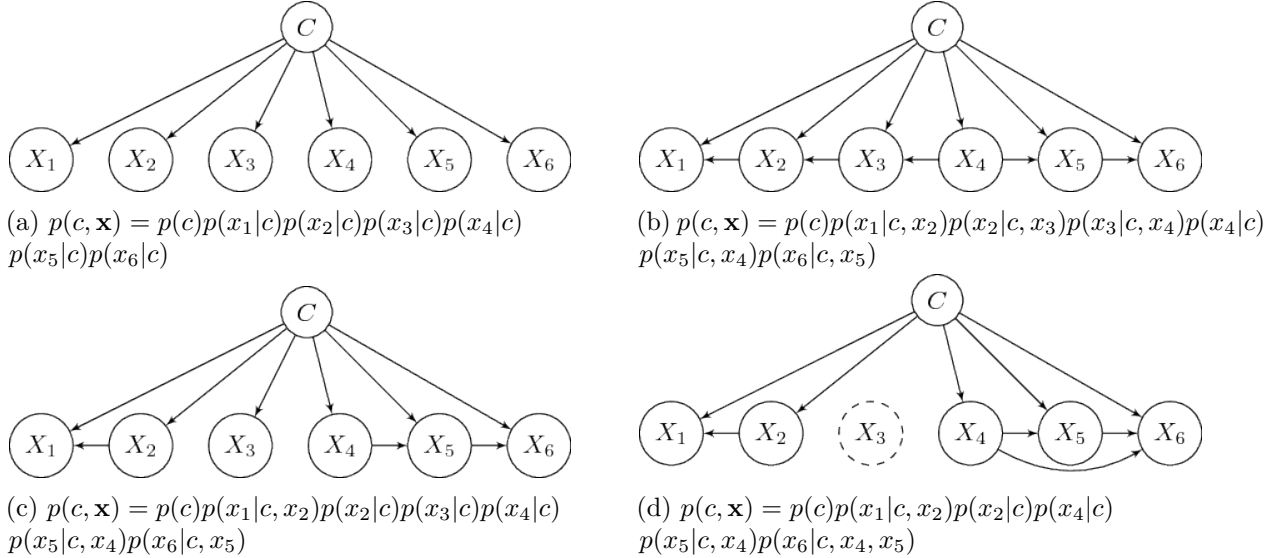 C
C
X₁ X₂ X₃ X₄ X₅ X₆
X₁ X₂ X₃ X₄ X₅ X₆
(a) p(c, x) = p(c)p(x₁|c)p(x₂|c)p(x₃|c)p(x₄|c)
p(x₅|c)p(x₆|c)
(b) p(c, x) = p(c)p(x₁|c, x₂)p(x₂|c, x₃)p(x₃|c, x₄)p(x₄|c)
p(x₅|c, x₄)p(x₆|c, x₅)
C
C
X₁ X₂ X₃ X₄ X₅ X₆
X₁ X₂ X₃ X₄ X₅ X₆
(c) p(c, x) = p(c)p(x₁|c, x₂)p(x₂|c)p(x₃|c)p(x₄|c)
p(x₅|c, x₄)p(x₆|c, x₅)
(d) p(c, x) = p(c)p(x₁|c, x₂)p(x₂|c)p(x₄|c)
p(x₅|c, x₄)p(x₆|c, x₄, x₅)